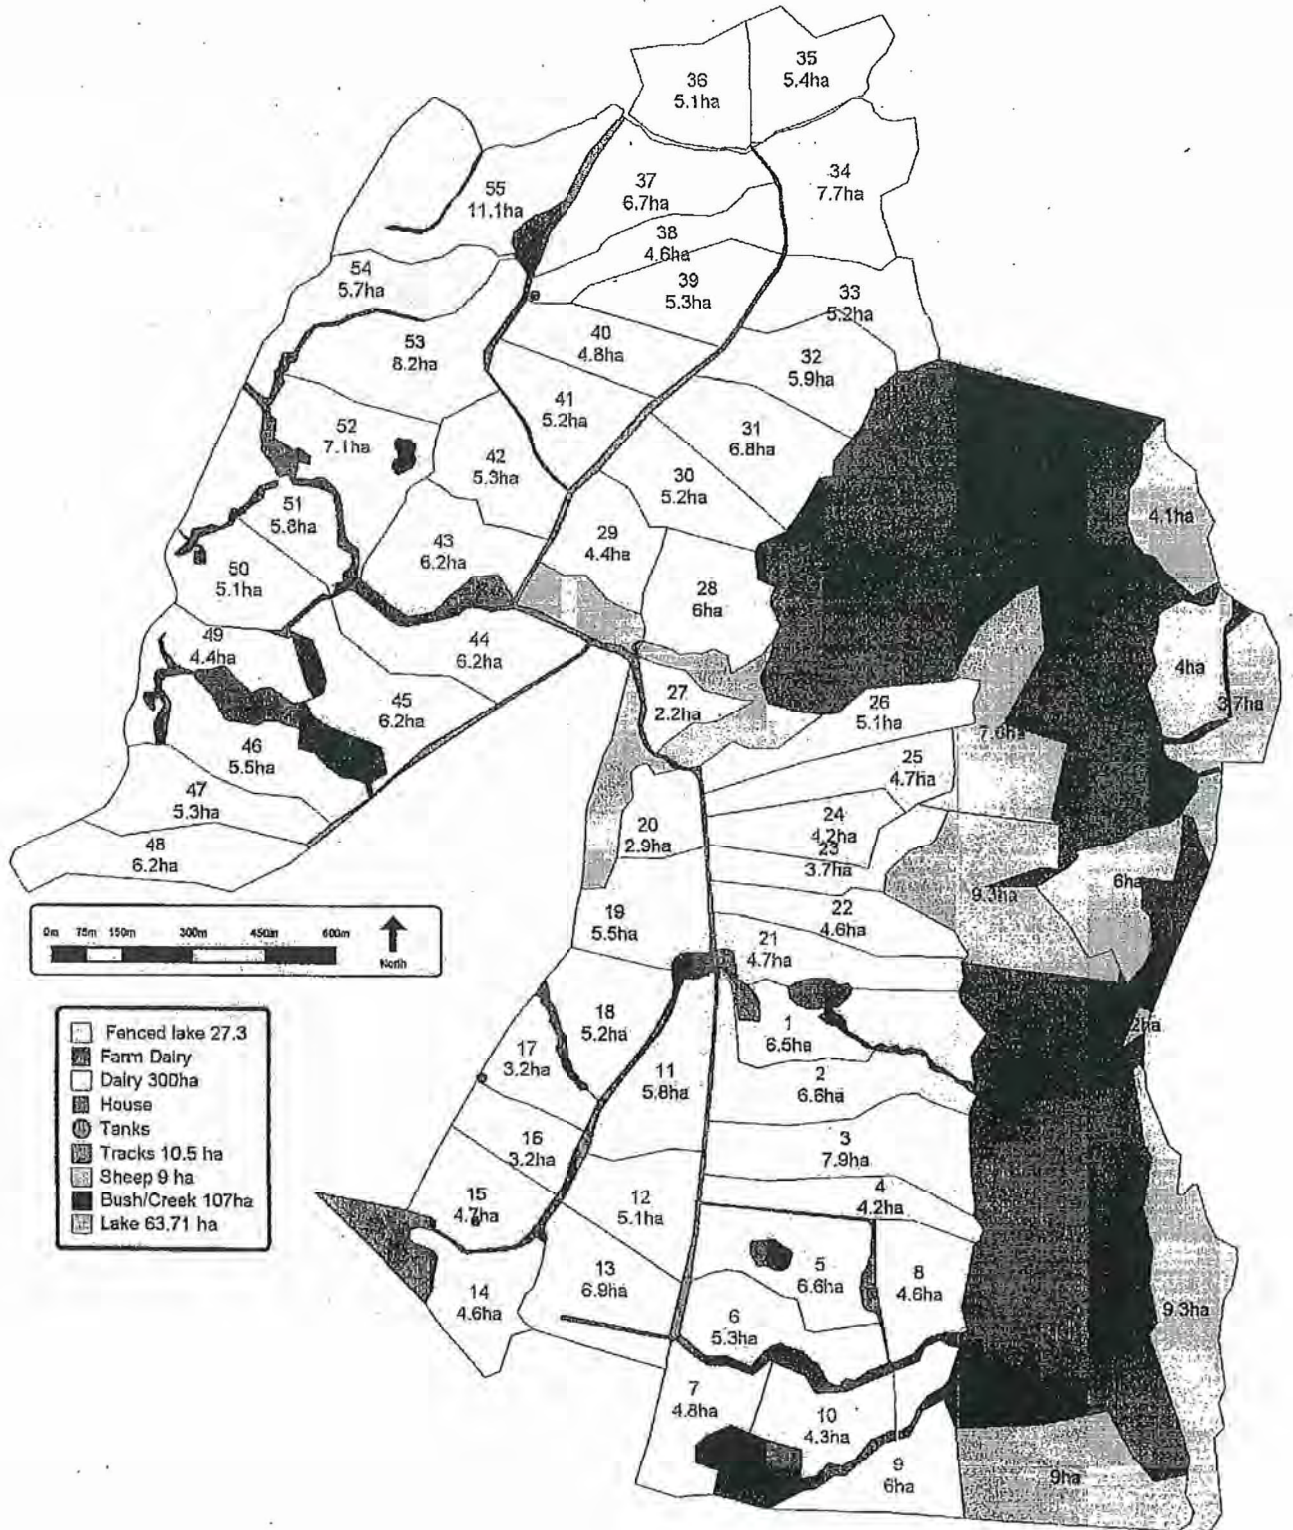 35
5.4ha
36
5.1ha
34
7.7ha
37
6.7ha
55
11.1ha
38
4.6ha
54
5.7ha
39
5.3ha
33
5.2ha
40
4.8ha
53
8.2ha
32
5.9ha
41
5.2ha
31
6.8ha
52
7.1ha
42
5.3ha
30
5.2ha
4.1ha
51
5.8ha
29
4.4ha
43
6.2ha
50
5.1ha
28
6ha
49
4.4ha
44
6.2ha
4ha
27
2.2ha
45
6.2ha
26
5.1ha
3.7ha
7.6ha
46
5.5ha
25
4.7ha
47
5.3ha
24
4.2ha
20
2.9ha
23
3.7ha
48
6.2ha
6ha
9.3ha
19
5.5ha
22
4.6ha
21
4.7ha
0m 75m 150m 300m 450m 600m
North
18
5.2ha
1
6.5ha
2ha
17
3.2ha
11
5.8ha
2
6.6ha
16
3.2ha
3
7.9ha
15
4.7ha
12
5.1ha
4
4.2ha
Fenced lake 27.3
Farm Dairy
Dairy 300ha
House
Tanks
Tracks 10.5 ha
Sheep 9 ha
Bush/Creek 107ha
Lake 63.71 ha
13
6.9ha
5
6.6ha
8
4.6ha
14
4.6ha
6
5.3ha
9.3ha
7
4.8ha
10
4.3ha
9
6ha
9ha